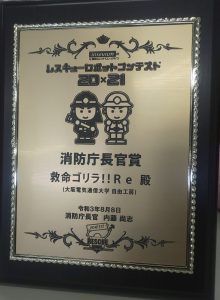 レスキューロボットコンテスト
20×21
消防庁長官賞
救命ゴリラ!!Re 殿
(大阪電気通信大学 自由工房)
令和3年8月8日
消防庁長官 内藤 尚志
RESCUE